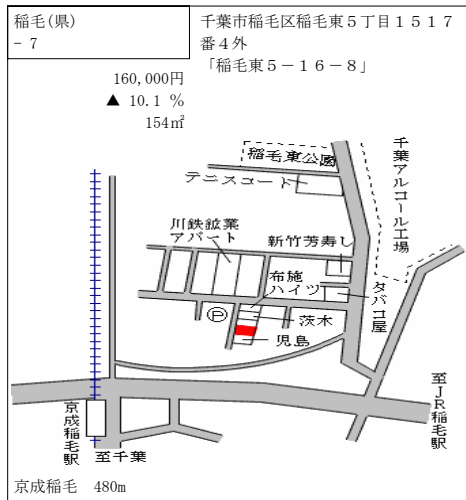 稲毛(県)
- 7
千葉市稲毛区稲毛東５丁目１５１７
番４外
「稲毛東５－１６－８」
160,000円
▲ 10.1 %
154㎡
稲毛東公園
テニスコート
千葉アルコール工場
川鉄鉱業
アパート
新竹芳寿し
布施
ハイツ
タバコ屋
Ⓟ
茨木
児島
至ＪＲ稲毛駅
京成稲毛駅
至千葉
京成稲毛　480m